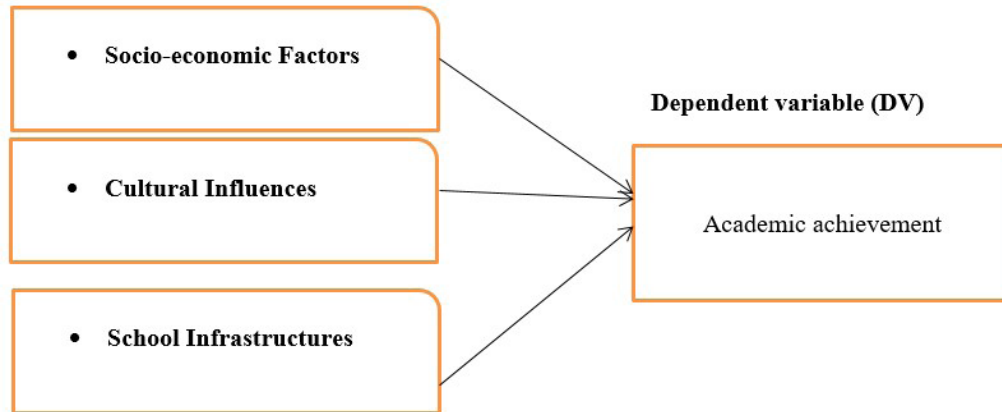 • Socio-economic Factors
Dependent variable (DV)
• Cultural Influences
Academic achievement
• School Infrastructures